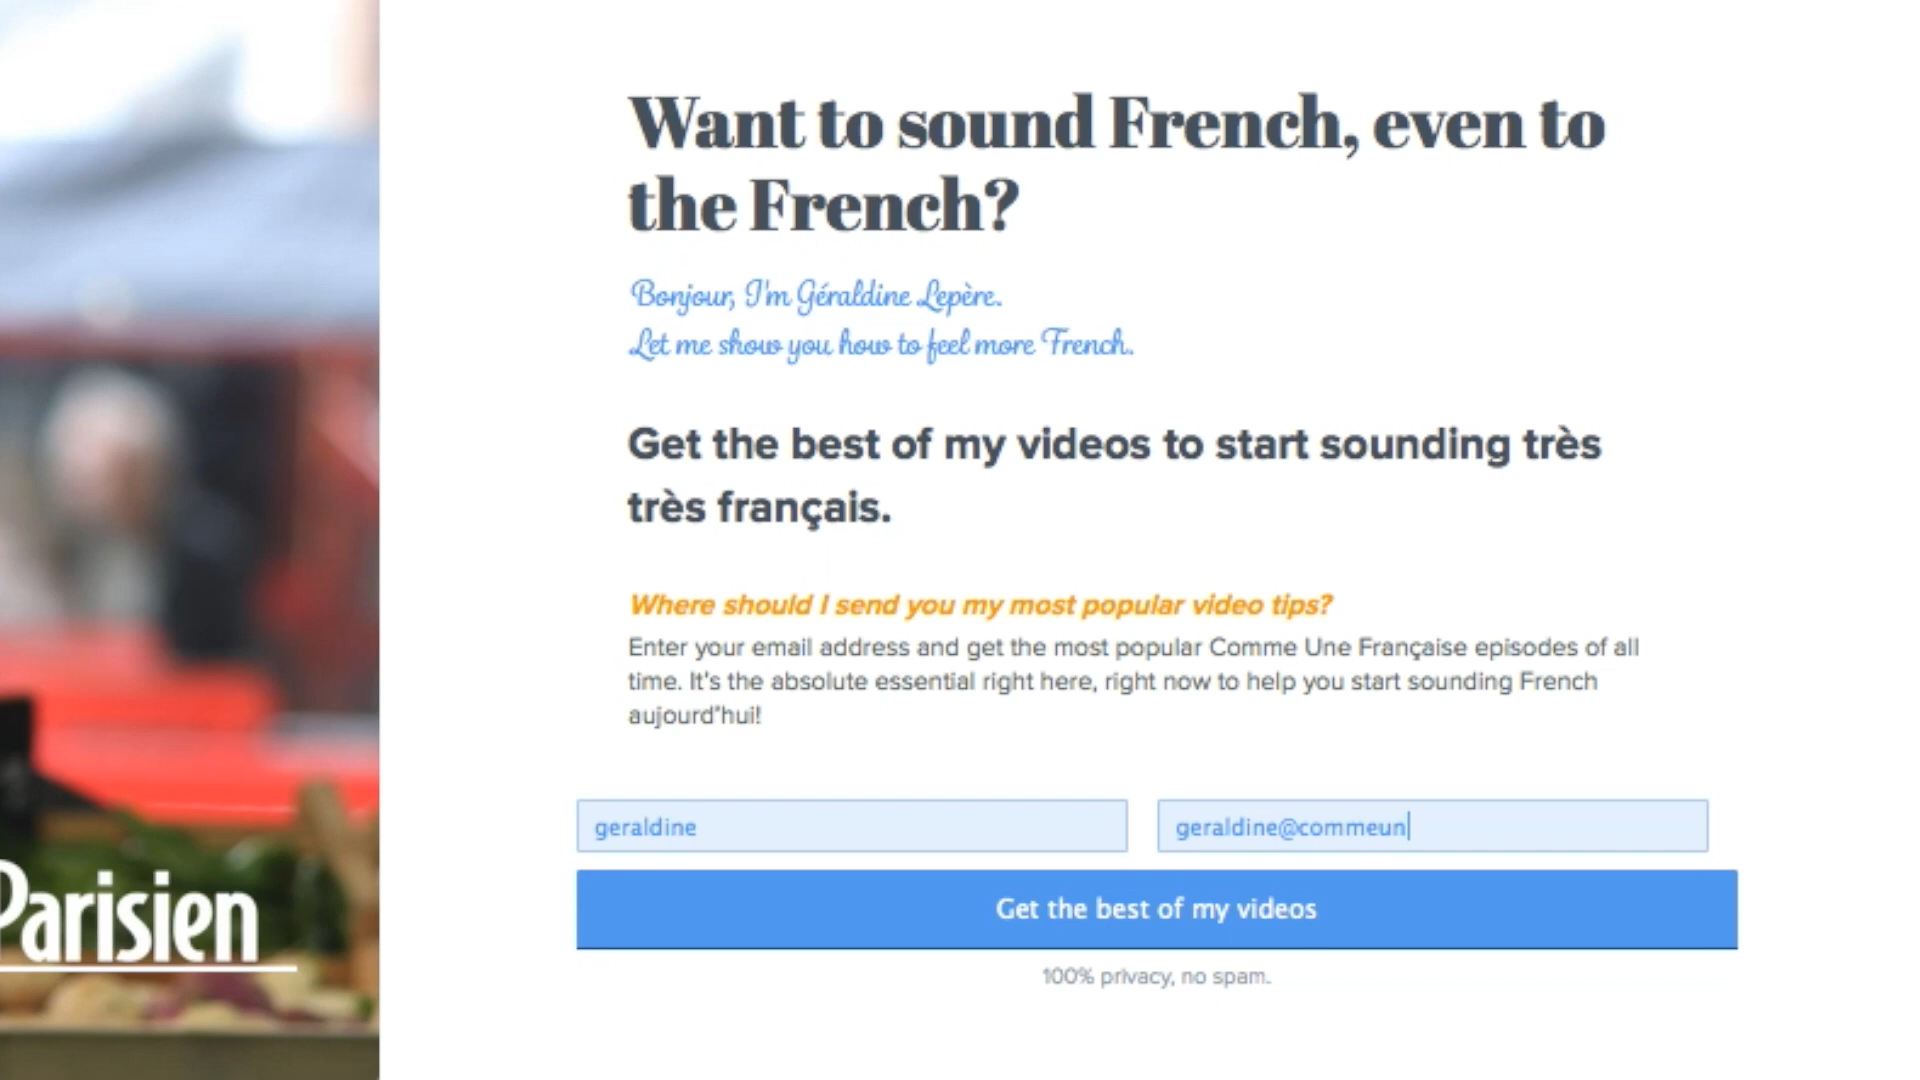 Want to sound French, even to
the French?
Bonjour, I'm Géraldine Lepère.
Let me show you how to feel more French.
Get the best of my videos to start sounding très
très français.
Where should I send you my most popular video tips?
Enter your email address and get the most popular Comme Une Française episodes of all
time. It's the absolute essential right here, right now to help you start sounding French
aujourd'hui!
geraldine
geraldine@commeun
Get the best of my videos
100% privacy, no spam.
Parisien